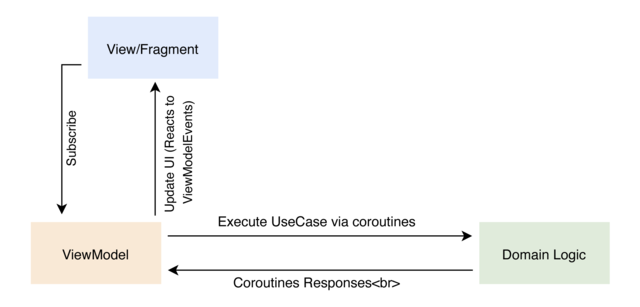 View/Fragment
Subscribe
Update UI (Reacts to
ViewModelEvents)
Execute UseCase via coroutines
ViewModel
Domain Logic
Coroutines Responses<br>